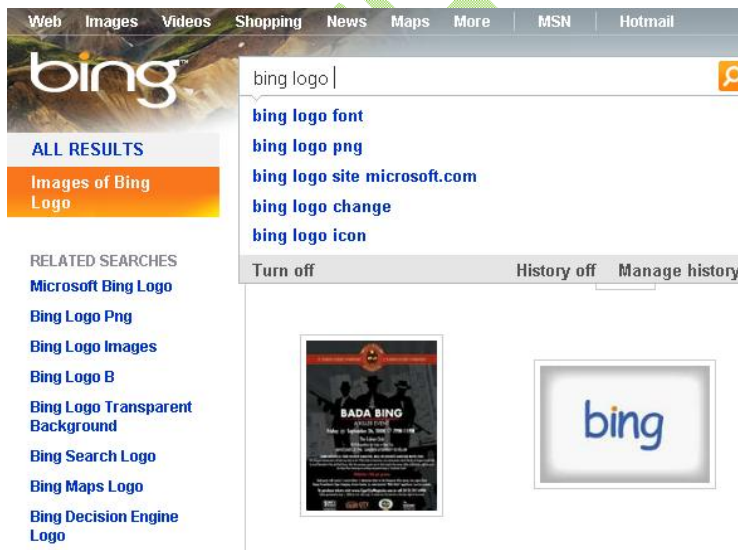 Web Images Videos Shopping News Maps More MSN Hotmail
bing™
bing logo
bing logo font
bing logo png
bing logo site microsoft.com
bing logo change
bing logo icon
Turn off History off Manage history
ALL RESULTS
Images of Bing
Logo
RELATED SEARCHES
Microsoft Bing Logo
Bing Logo Png
Bing Logo Images
Bing Logo B
Bing Logo Transparent
Background
Bing Search Logo
Bing Maps Logo
Bing Decision Engine
Logo
BADA BING
A KILLER EVENT
bing